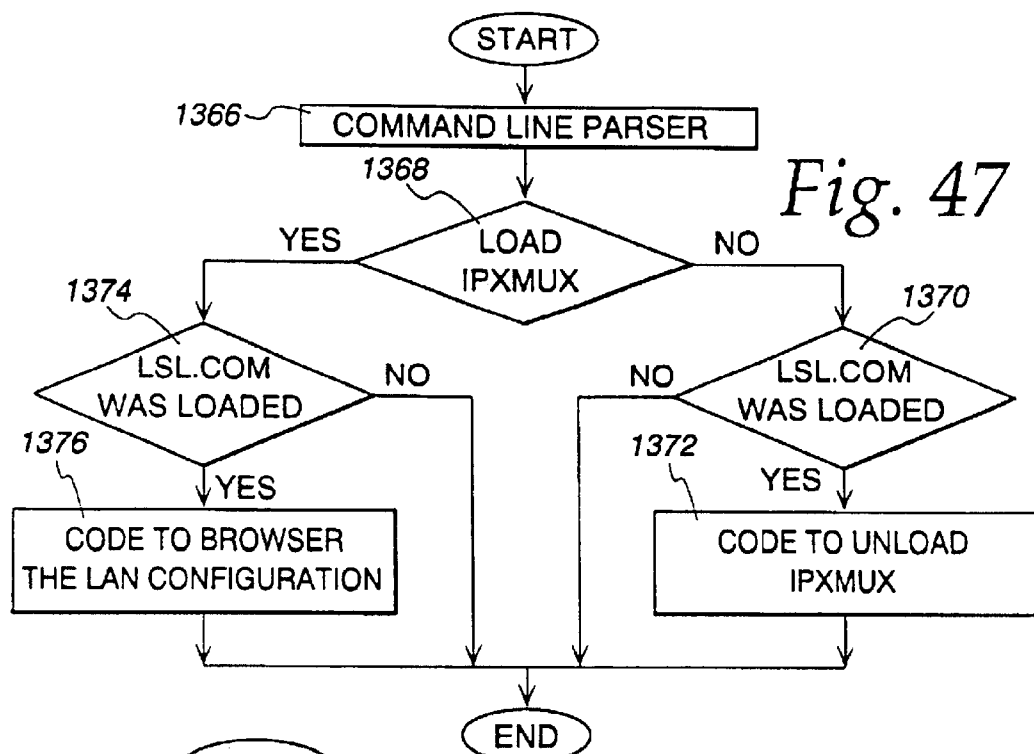 START
1366
COMMAND LINE PARSER
1368
Fig. 47
YES
LOAD
IPXMUX
NO
1374
LSL.COM
WAS LOADED
NO
1370
NO
LSL.COM
WAS LOADED
1376
YES
CODE TO BROWSER
THE LAN CONFIGURATION
1372
YES
CODE TO UNLOAD
IPXMUX
END